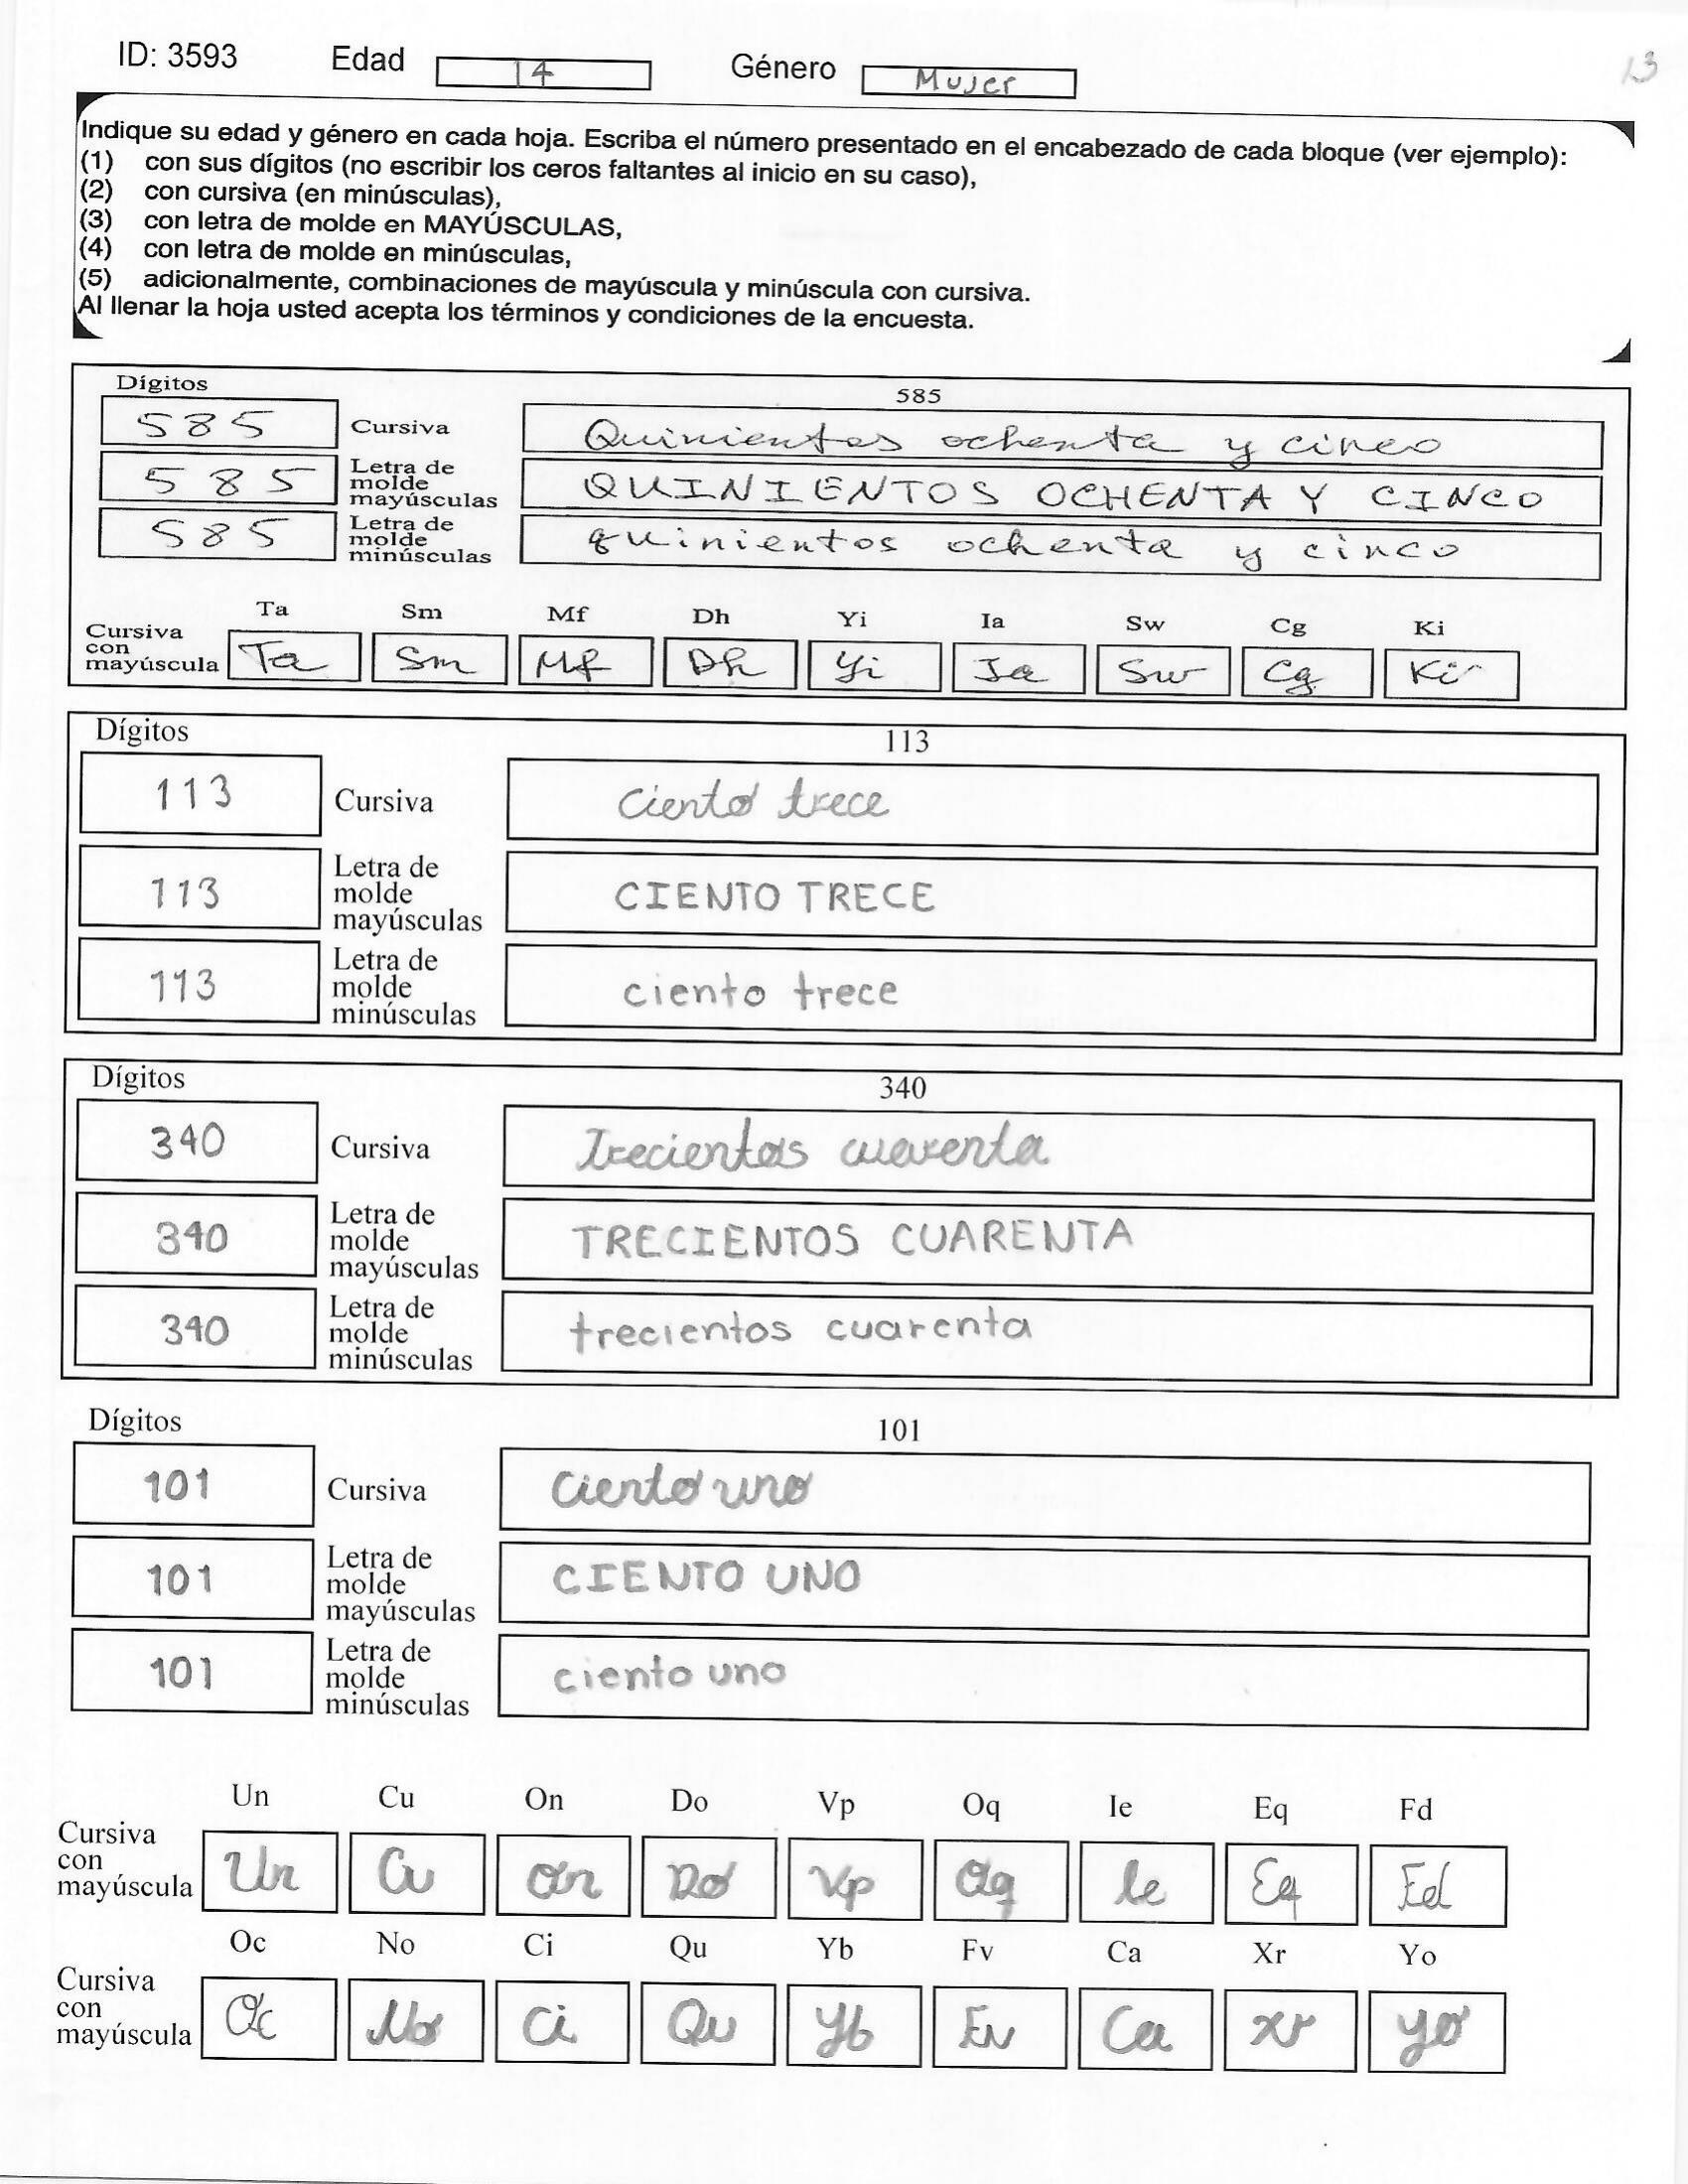 ID: 3593 Edad 14 Género Mujer 13
Indique su edad y género en cada hoja. Escriba el número presentado en el encabezado de cada bloque (ver ejemplo):
(1) con sus dígitos (no escribir los ceros faltantes al inicio en su caso),
(2) con cursiva (en minúsculas),
(3) con letra de molde en MAYÚSCULAS,
(4) con letra de molde en minúsculas,
(5) adicionalmente, combinaciones de mayúscula y minúscula con cursiva.
Al llenar la hoja usted acepta los términos y condiciones de la encuesta.
Dígitos 585
585 Cursiva Quinientos ochenta y cinco
585 Letra de molde mayúsculas QUINIENTOS OCHENTA Y CINCO
585 Letra de molde minúsculas quinientos ochenta y cinco
Ta Sm Mf Dh Yi Ia Sw Cg Ki
Cursiva con mayúscula Ta Sm Mf Dh Yi Ia Sw Cg Ki
Dígitos 113
113 Cursiva Ciento trece
113 Letra de molde mayúsculas CIENTO TRECE
113 Letra de molde minúsculas ciento trece
Dígitos 340
340 Cursiva Trecientos cuarenta
340 Letra de molde mayúsculas TRECIENTOS CUARENTA
340 Letra de molde minúsculas trecientos cuarenta
Dígitos 101
101 Cursiva Ciento uno
101 Letra de molde mayúsculas CIENTO UNO
101 Letra de molde minúsculas ciento uno
Un Cu On Do Vp Oq Ie Eq Fd
Cursiva con mayúscula Un Cu On Do Vp Oq Ie Eq Fd
Oc No Ci Qu Yb Fv Ca Xr Yo
Cursiva con mayúscula Oc No Ci Qu Yb Fv Ca Xr Yo